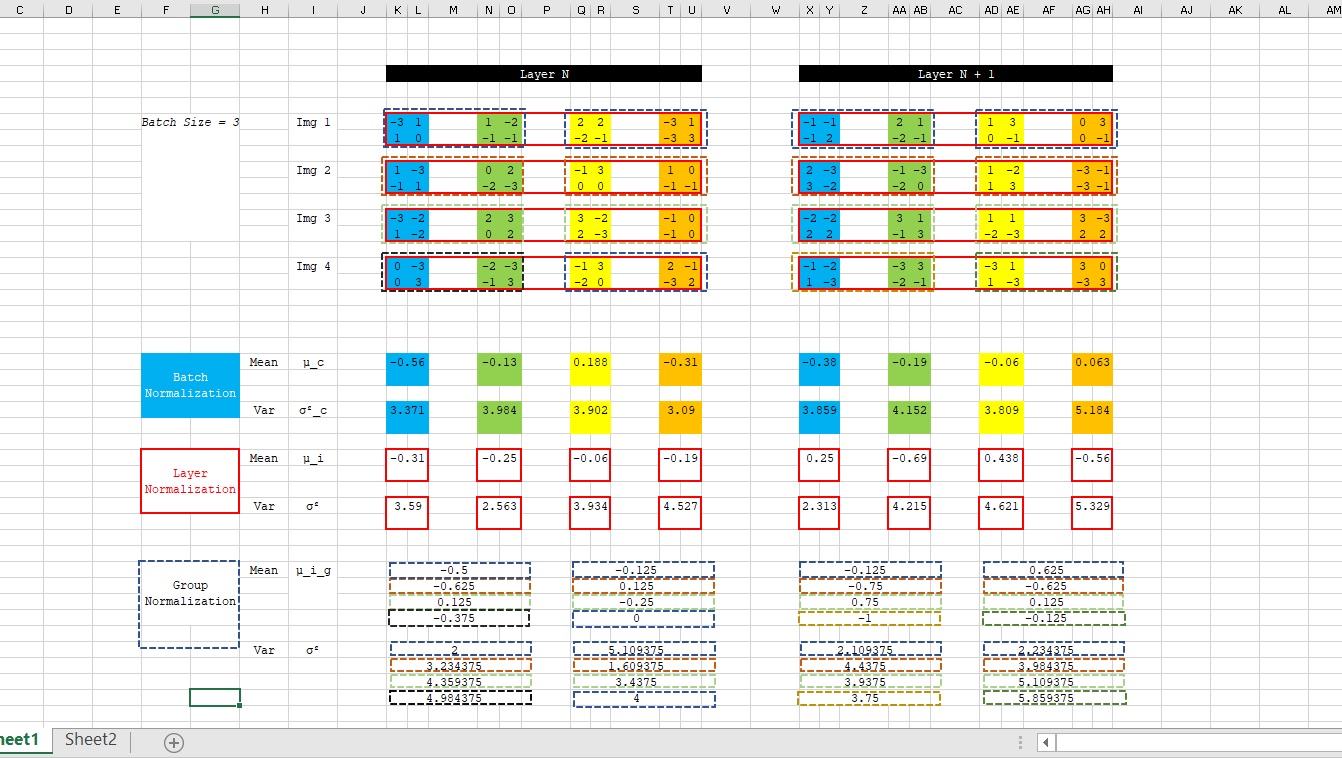 C D E F G H I J K L M N O P Q R S T U V W X Y Z AA AB AC AD AE AF AG AH AI AJ AK AL AM
Layer N Layer N + 1
Batch Size = 3 Img 1 -3 1 1 -2 2 2 -3 1 -1 -1 2 1 1 3 0 3
1 0 -1 -1 -2 -1 -3 3 -1 2 -2 -1 0 -1 0 -1
Img 2 1 -3 0 2 -1 3 1 0 2 -3 -1 -3 1 -2 -3 -1
-1 1 -2 -3 0 0 -1 -1 3 -2 -2 0 1 3 -3 -1
Img 3 -3 -2 2 3 3 -2 -1 0 -2 -2 3 1 1 1 3 -3
1 -2 0 2 2 -3 -1 0 2 2 -1 3 -2 -3 2 2
Img 4 0 -3 -2 -3 -1 3 2 -1 -1 -2 -3 3 -3 1 3 0
0 3 -1 3 -2 0 -3 2 1 -3 -2 -1 1 -3 -3 3
Mean μ_c -0.56 -0.13 0.188 -0.31 -0.38 -0.19 -0.06 0.063
Batch
Normalization
Var σ²_c 3.371 3.984 3.902 3.09 3.859 4.152 3.809 5.184
Mean μ_i -0.31 -0.25 -0.06 -0.19 0.25 -0.69 0.438 -0.56
Layer
Normalization
Var σ² 3.59 2.563 3.934 4.527 2.313 4.215 4.621 5.329
Mean μ_i_g -0.5 -0.125 -0.125 0.625
Group -0.625 0.125 -0.75 -0.625
Normalization 0.125 -0.25 0.75 0.125
-0.375 0 -1 -0.125
Var σ² 2 5.109375 2.109375 2.234375
3.234375 1.609375 4.4375 3.984375
4.359375 3.4375 3.9375 5.109375
4.984375 4 3.75 5.859375
heet1 Sheet2